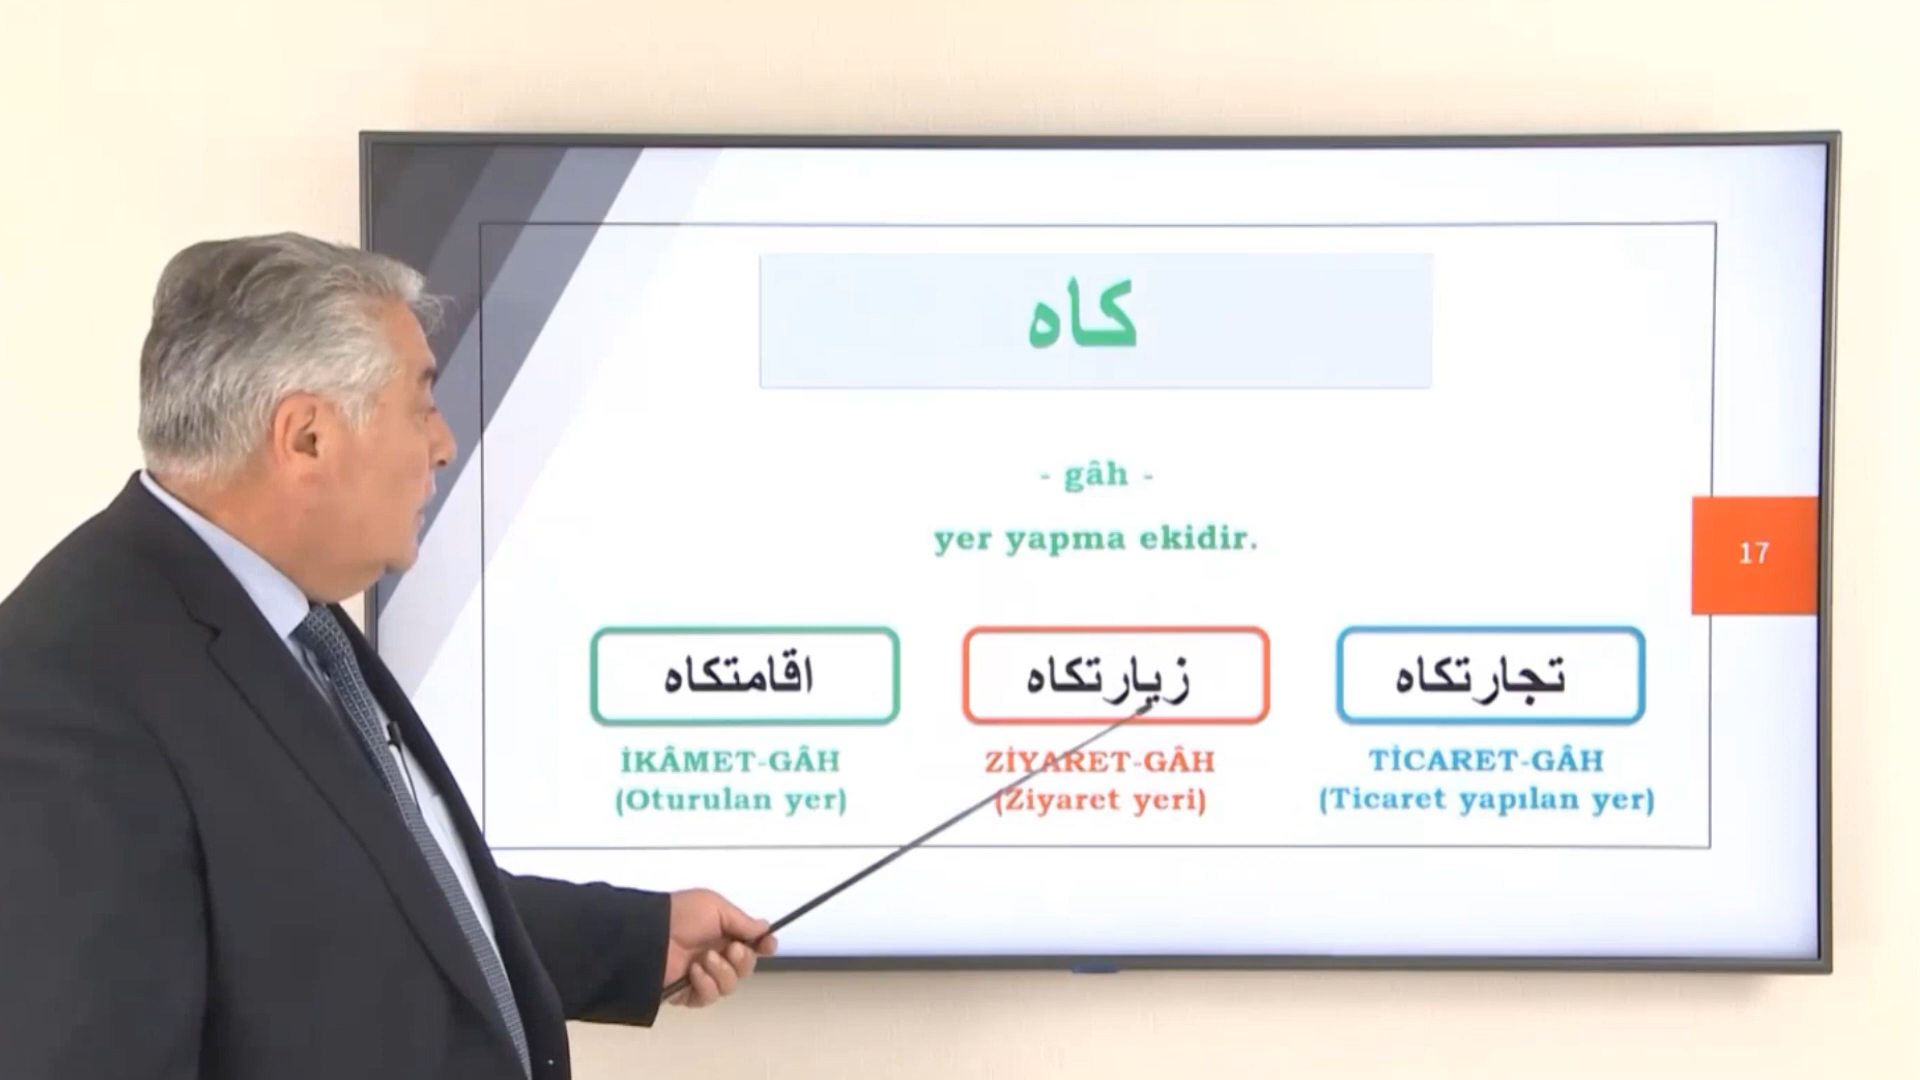 كاه
- gâh -
yer yapma ekidir.
17
اقامتكاه
زيارتكاه
تجارتكاه
İKÂMET-GÂH
(Oturulan yer)
ZİYARET-GÂH
(Ziyaret yeri)
TİCARET-GÂH
(Ticaret yapılan yer)